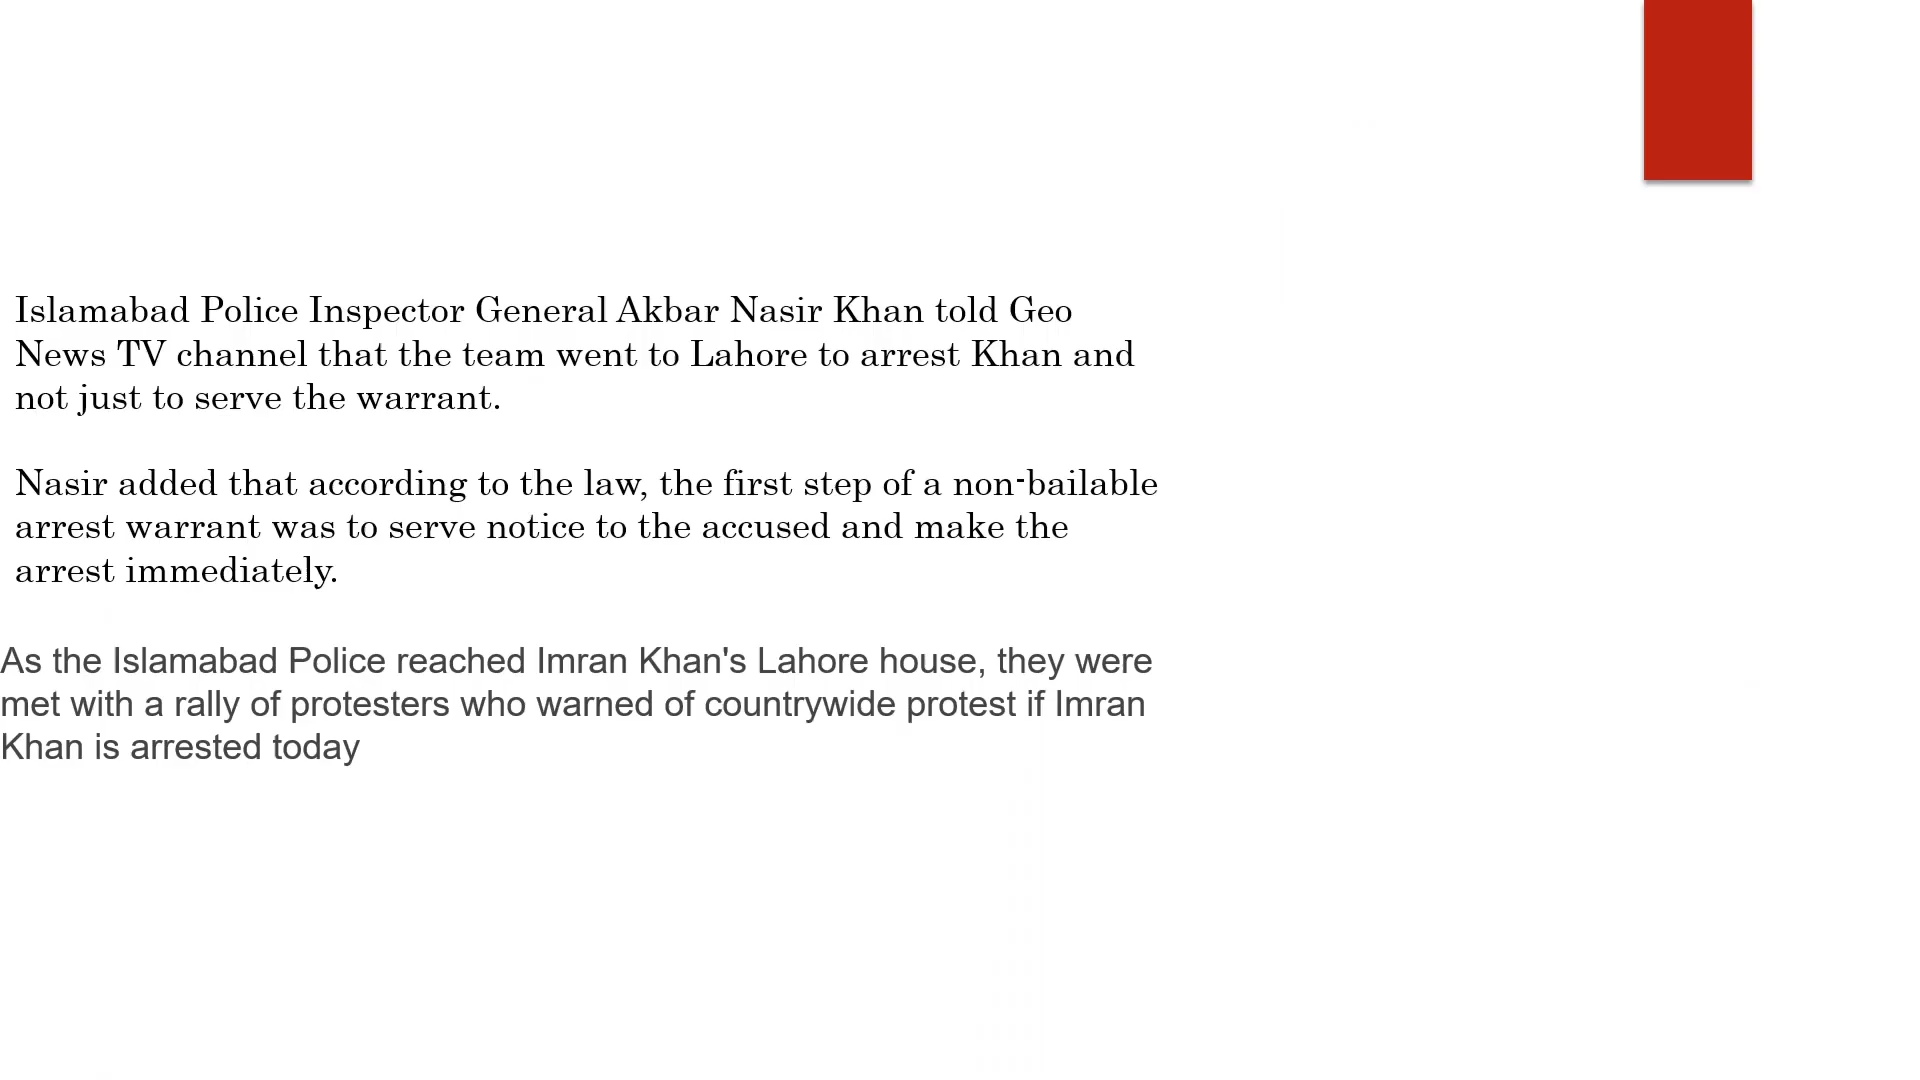 Islamabad Police Inspector General Akbar Nasir Khan told Geo
News TV channel that the team went to Lahore to arrest Khan and
not just to serve the warrant.
Nasir added that according to the law, the first step of a non-bailable
arrest warrant was to serve notice to the accused and make the
arrest immediately.
As the Islamabad Police reached Imran Khan's Lahore house, they were
met with a rally of protesters who warned of countrywide protest if Imran
Khan is arrested today